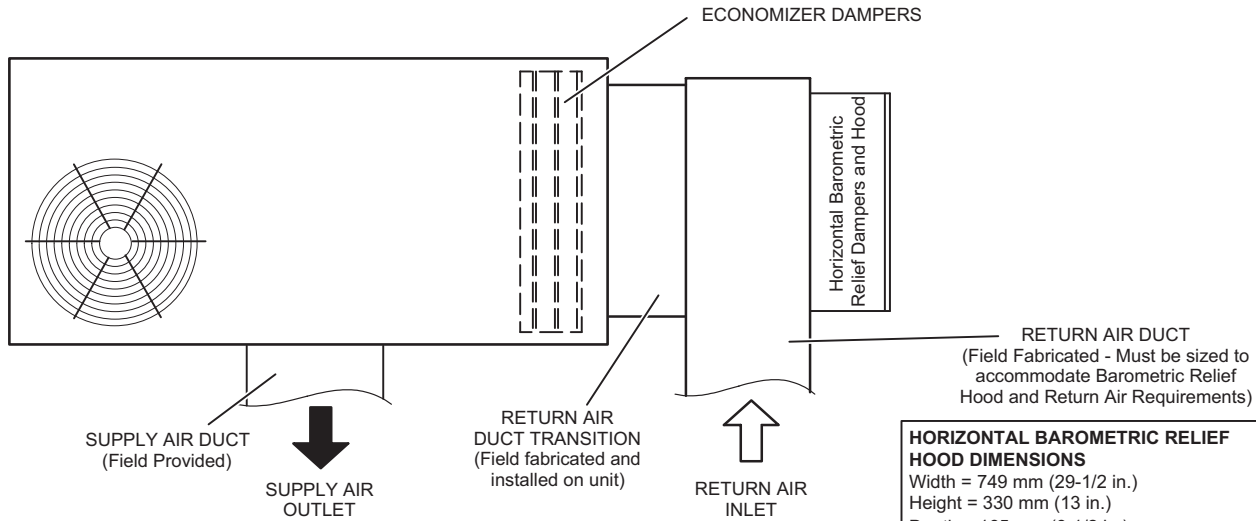 ECONOMIZER DAMPERS
Horizontal Barometric
Relief Dampers and Hood
RETURN AIR DUCT
(Field Fabricated - Must be sized to
accommodate Barometric Relief
Hood and Return Air Requirements)
SUPPLY AIR DUCT
(Field Provided)
SUPPLY AIR
OUTLET
RETURN AIR
DUCT TRANSITION
(Field fabricated and
installed on unit)
RETURN AIR
INLET
HORIZONTAL BAROMETRIC RELIEF
HOOD DIMENSIONS
Width = 749 mm (29-1/2 in.)
Height = 330 mm (13 in.)